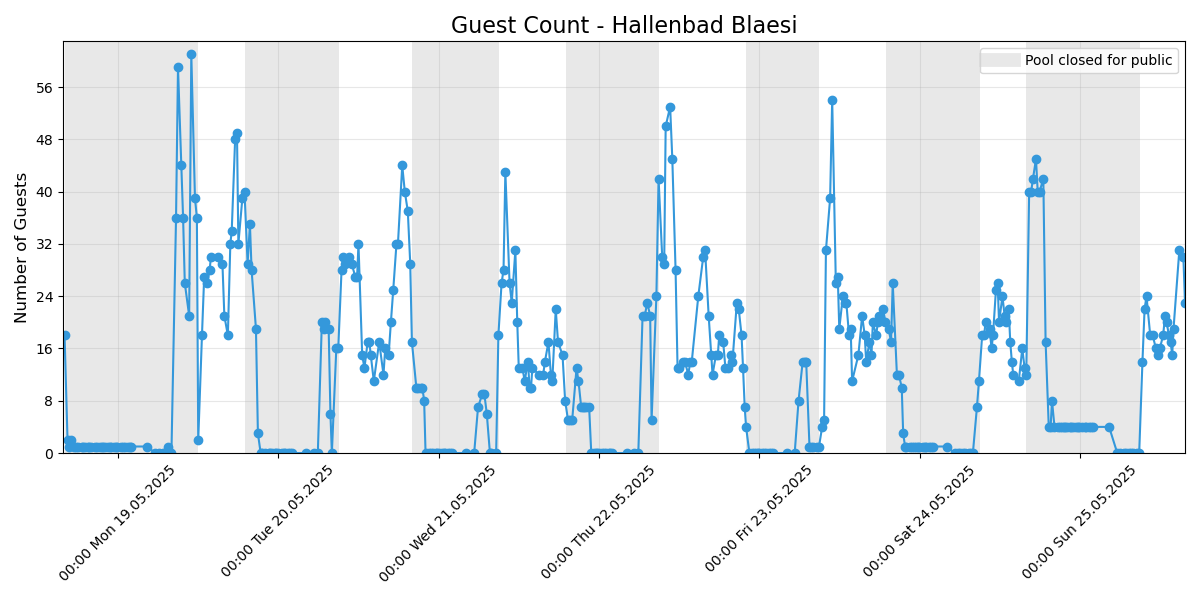 Guest Count - Hallenbad Blaesi
Pool closed for public
Number of Guests
56
48
40
32
24
16
8
0
00:00 Mon 19.05.2025
00:00 Tue 20.05.2025
00:00 Wed 21.05.2025
00:00 Thu 22.05.2025
00:00 Fri 23.05.2025
00:00 Sat 24.05.2025
00:00 Sun 25.05.2025